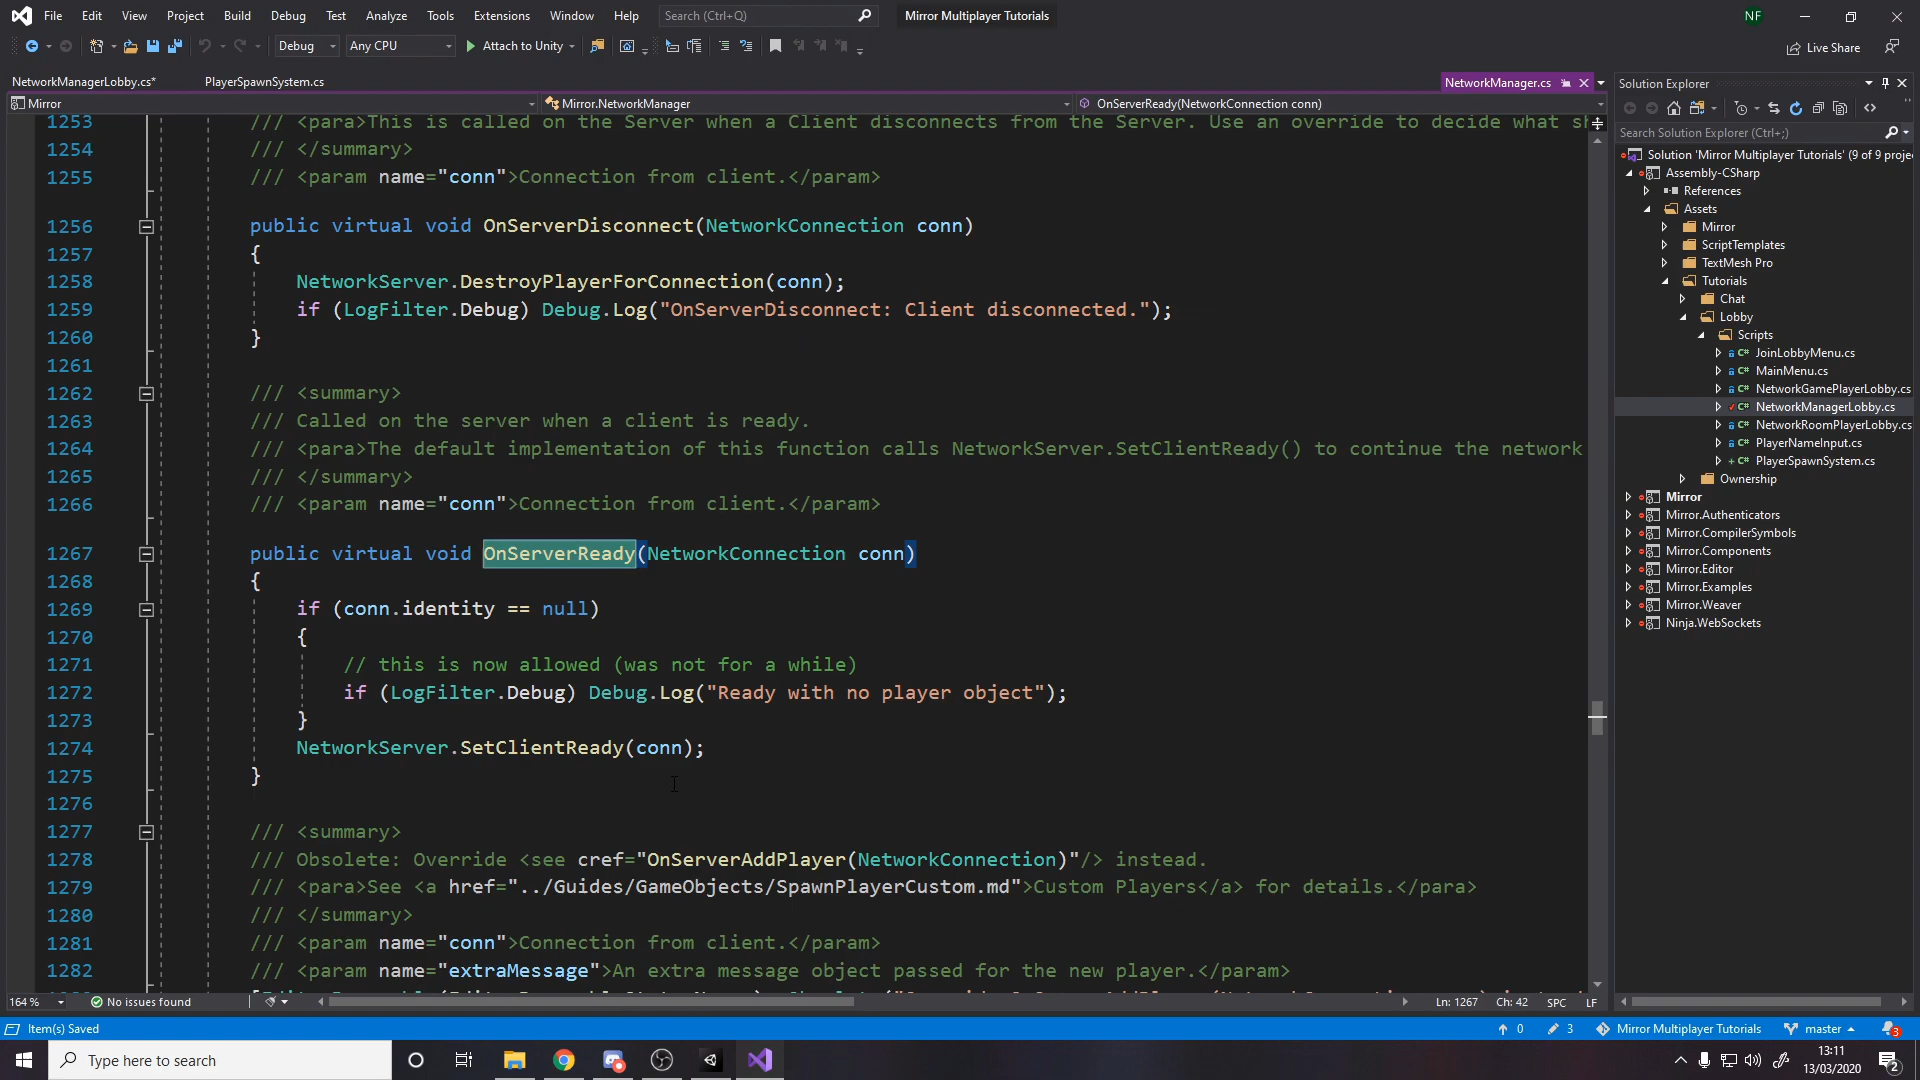 File Edit View Project Build Debug Test Analyze Tools Extensions Window Help Search (Ctrl+Q) Mirror Multiplayer Tutorials NF
Debug Any CPU Attach to Unity Live Share
NetworkManagerLobby.cs* PlayerSpawnSystem.cs NetworkManager.cs
Mirror Mirror.NetworkManager OnServerReady(NetworkConnection conn)
1253 /// <para>This is called on the Server when a Client disconnects from the Server. Use an override to decide what sh
1254 /// </summary>
1255 /// <param name="conn">Connection from client.</param>
1256 public virtual void OnServerDisconnect(NetworkConnection conn)
1257 {
1258 NetworkServer.DestroyPlayerForConnection(conn);
1259 if (LogFilter.Debug) Debug.Log("OnServerDisconnect: Client disconnected.");
1260 }
1261
1262 /// <summary>
1263 /// Called on the server when a client is ready.
1264 /// <para>The default implementation of this function calls NetworkServer.SetClientReady() to continue the network
1265 /// </summary>
1266 /// <param name="conn">Connection from client.</param>
1267 public virtual void OnServerReady(NetworkConnection conn)
1268 {
1269 if (conn.identity == null)
1270 {
1271 // this is now allowed (was not for a while)
1272 if (LogFilter.Debug) Debug.Log("Ready with no player object");
1273 }
1274 NetworkServer.SetClientReady(conn);
1275 }
1276
1277 /// <summary>
1278 /// Obsolete: Override <see cref="OnServerAddPlayer(NetworkConnection)"/> instead.
1279 /// <para>See <a href="../Guides/GameObjects/SpawnPlayerCustom.md">Custom Players</a> for details.</para>
1280 /// </summary>
1281 /// <param name="conn">Connection from client.</param>
1282 /// <param name="extraMessage">An extra message object passed for the new player.</param>
164 % No issues found Ln: 1267 Ch: 42 SPC LF
Solution Explorer
Search Solution Explorer (Ctrl+;)
Solution 'Mirror Multiplayer Tutorials' (9 of 9 proje
Assembly-CSharp
References
Assets
Mirror
ScriptTemplates
TextMesh Pro
Tutorials
Chat
Lobby
Scripts
C# JoinLobbyMenu.cs
C# MainMenu.cs
C# NetworkGamePlayerLobby.cs
C# NetworkManagerLobby.cs
C# NetworkRoomPlayerLobby.cs
C# PlayerNameInput.cs
+ C# PlayerSpawnSystem.cs
Ownership
Mirror
Mirror.Authenticators
Mirror.CompilerSymbols
Mirror.Components
Mirror.Editor
Mirror.Examples
Mirror.Weaver
Ninja.WebSockets
Item(s) Saved 0 3 Mirror Multiplayer Tutorials master 3
Type here to search 13:11
13/03/2020 2